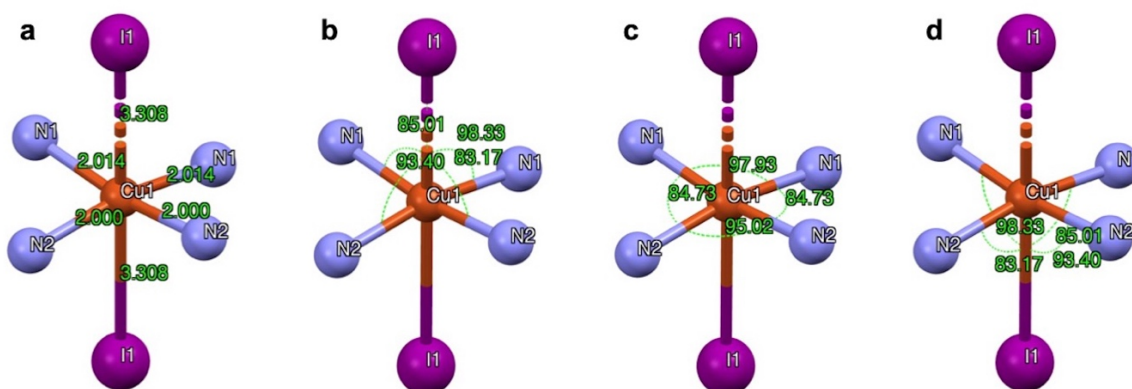 a
I1
3.308
N1
2.014
N1
2.014
Cu1
2.000
2.000
N2
N2
3.308
I1
b
I1
85.01
98.33
N1
93.40
83.17
N1
Cu1
N2
N2
I1
c
I1
N1
97.93
N1
84.73
Cu1
84.73
95.02
N2
N2
I1
d
I1
N1
N1
Cu1
98.33
85.01
N2
N2
83.17
93.40
I1